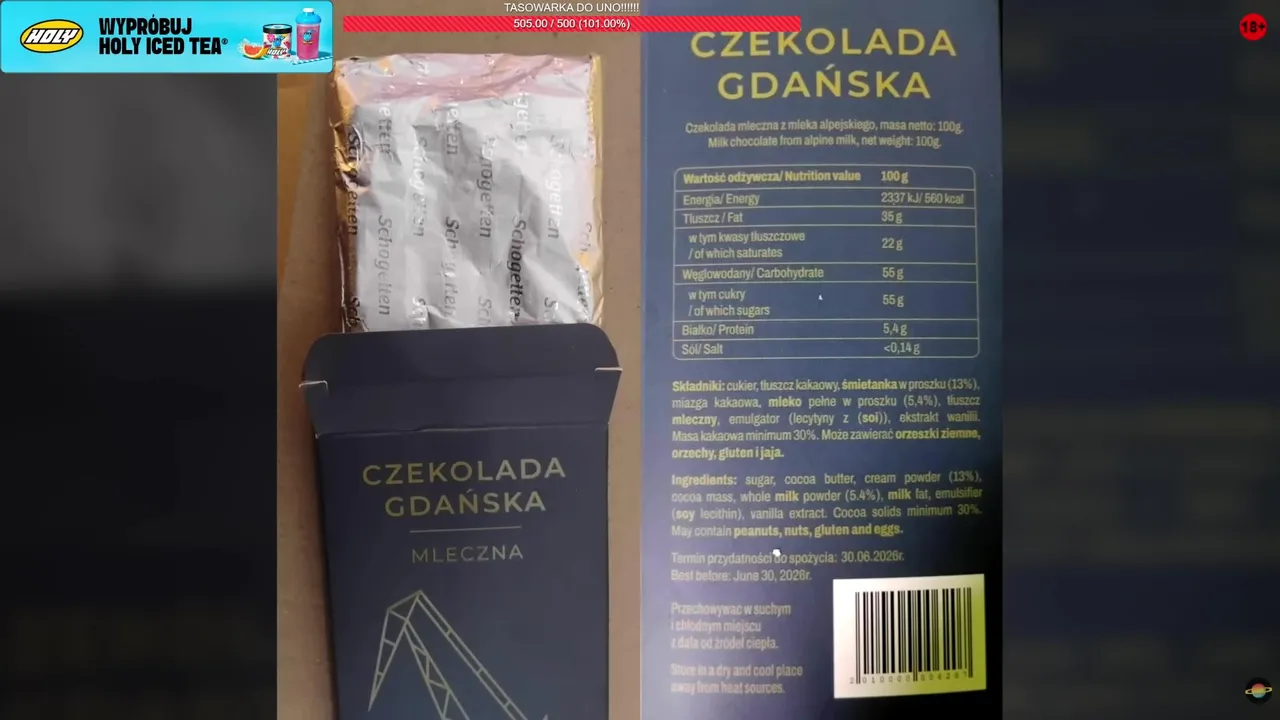 HOLY
WYPRÓBUJ
HOLY ICED TEA®
TASOWARKA DO UNO!!!!!!
505.00 / 500 (101.00%)
18+
Schogetten
Schogetten
Schogetten
Schogetten
CZEKOLADA
GDAŃSKA
MLECZNA
CZEKOLADA
GDAŃSKA
Czekolada mleczna z mleka alpejskiego, masa netto: 100g.
Milk chocolate from alpine milk, net weight: 100g.
Wartość odżywcza/ Nutrition value 100 g
Energia/ Energy 2337 kJ/ 560 kcal
Tłuszcz / Fat 35 g
w tym kwasy tłuszczowe
/ of which saturates 22 g
Węglowodany/ Carbohydrate 55 g
w tym cukry
/ of which sugars 55 g
Białko/ Protein 5,4 g
Sól/ Salt <0,14 g
Składniki: cukier, tłuszcz kakaowy, śmietanka w proszku (13%),
miazga kakaowa, mleko pełne w proszku (5,4%), tłuszcz
mleczny, emulgator (lecytyny z (soi)), ekstrakt wanilii.
Masa kakaowa minimum 30%. Może zawierać orzeszki ziemne,
orzechy, gluten i jaja.
Ingredients: sugar, cocoa butter, cream powder (13%),
cocoa mass, whole milk powder (5.4%), milk fat, emulsifier
(soy lecithin), vanilla extract. Cocoa solids minimum 30%.
May contain peanuts, nuts, gluten and eggs.
Termin przydatności do spożycia: 30.06.2026r.
Best before: June 30, 2026r.
Przechowywać w suchym
i chłodnym miejscu
z dala od źródeł ciepła.
Store in a dry and cool place
away from heat sources.